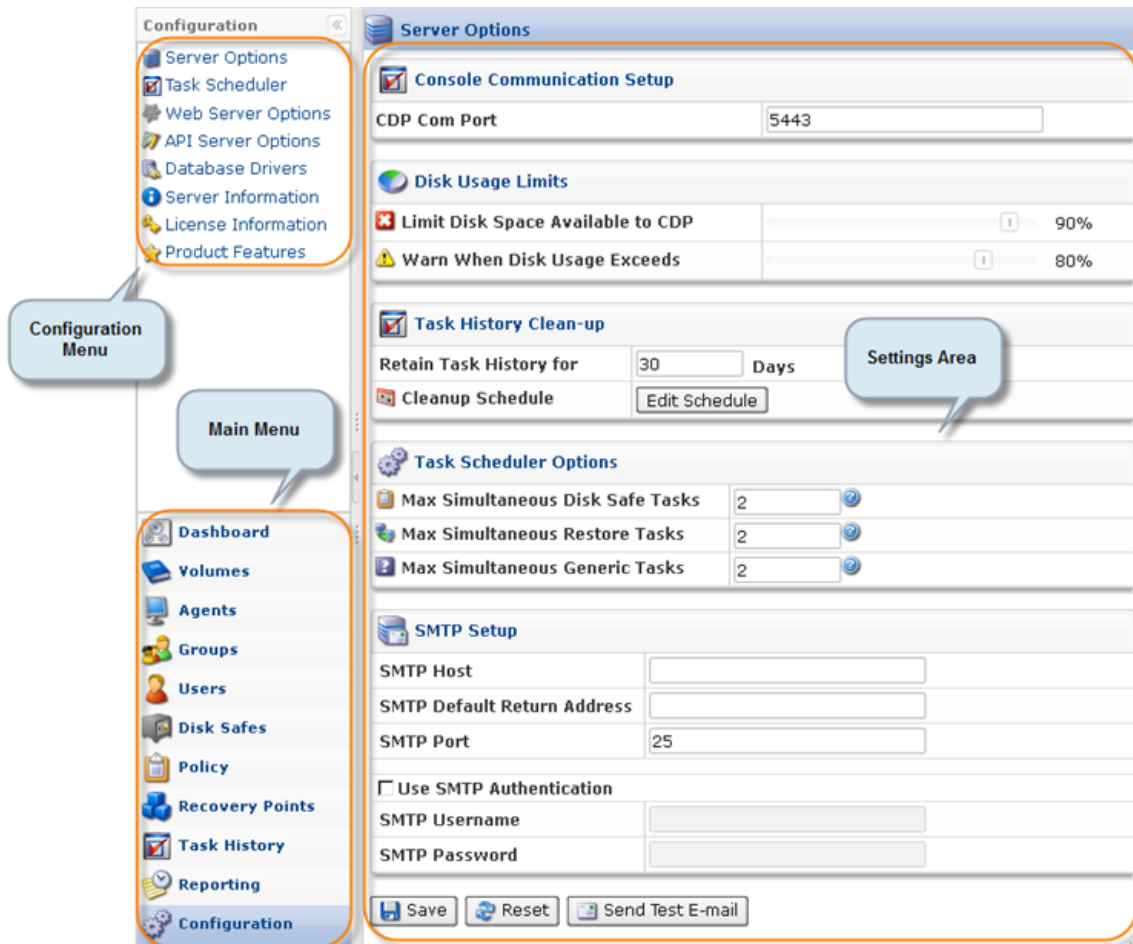 Configuration
Server Options
Task Scheduler
Web Server Options
API Server Options
Database Drivers
Server Information
License Information
Product Features
Configuration
Menu
Main Menu
Dashboard
Volumes
Agents
Groups
Users
Disk Safes
Policy
Recovery Points
Task History
Reporting
Configuration
Server Options
Console Communication Setup
CDP Com Port 5443
Disk Usage Limits
Limit Disk Space Available to CDP 90%
Warn When Disk Usage Exceeds 80%
Task History Clean-up
Retain Task History for 30 Days
Cleanup Schedule Edit Schedule
Settings Area
Task Scheduler Options
Max Simultaneous Disk Safe Tasks 2
Max Simultaneous Restore Tasks 2
Max Simultaneous Generic Tasks 2
SMTP Setup
SMTP Host
SMTP Default Return Address
SMTP Port 25
Use SMTP Authentication
SMTP Username
SMTP Password
Save Reset Send Test E-mail